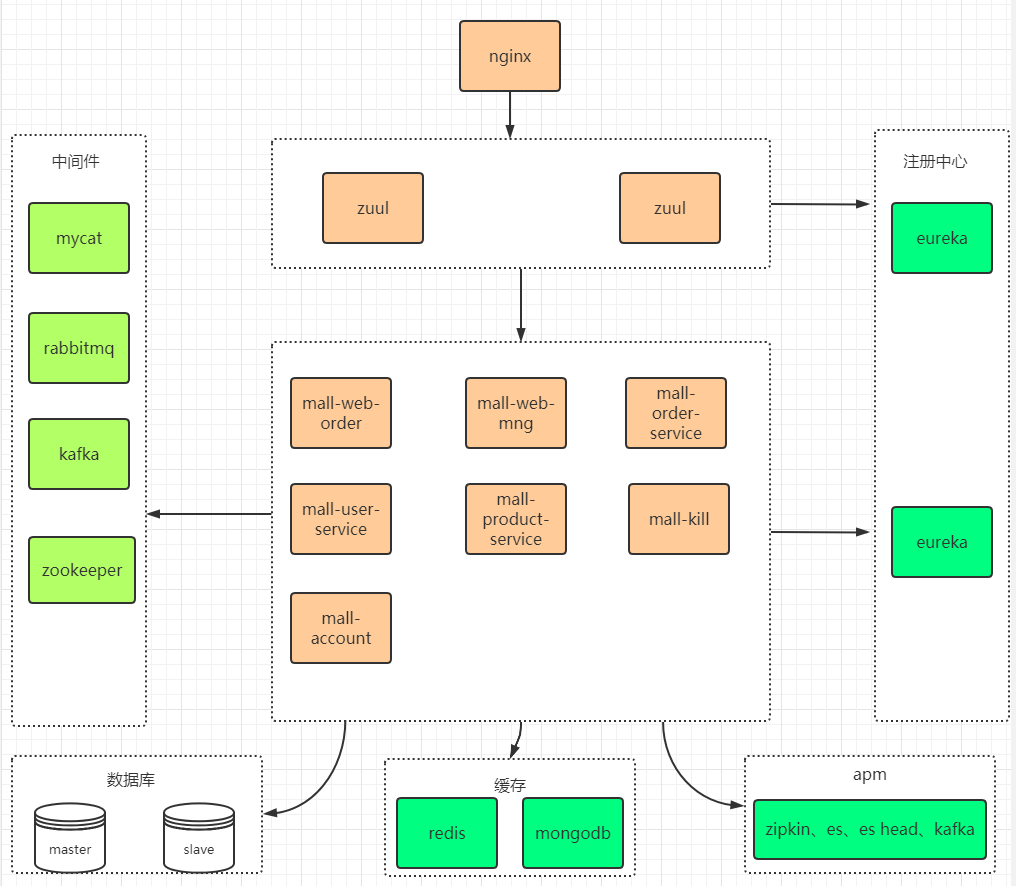 nginx
中间件
注册中心
zuul
zuul
mycat
eureka
rabbitmq
kafka
zookeeper
mall-web-
order
mall-web-
mng
mall-
order-
service
mall-user-
service
mall-
product-
service
mall-kill
mall-
account
eureka
数据库
master
slave
缓存
redis
mongodb
apm
zipkin、es、es head、kafka